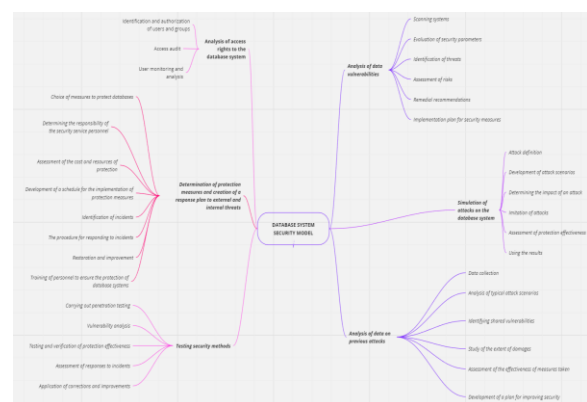 Identification and authorization
of users and groups
Access audit
User monitoring and
analysis
Analysis of access
rights to the
database system
Choice of measures to protect databases
Determining the responsibility of
the security service personnel
Assessment of the cost and resources of
protection
Development of a schedule for the implementation of
protection measures
Identification of incidents
The procedure for responding to incidents
Restoration and improvement
Training of personnel to ensure the protection of
database systems
Determination of protection
measures and creation of a
response plan to external and
internal threats
Carrying out penetration testing
Vulnerability analysis
Testing and verification of protection effectiveness
Assessment of responses to incidents
Application of corrections and improvements
Testing security methods
DATABASE SYSTEM
SECURITY MODEL
Analysis of data
vulnerabilities
Scanning systems
Evaluation of security parameters
Identification of threats
Assessment of risks
Remedial recommendations
Implementation plan for security measures
Simulation of
attacks on the
database system
Attack definition
Development of attack scenarios
Determining the impact of an attack
Imitation of attacks
Assessment of protection effectiveness
Using the results
Analysis of data on
previous attacks
Data collection
Analysis of typical attack scenarios
Identifying shared vulnerabilities
Study of the extent of damages
Assessment of the effectiveness of measures taken
Development of a plan for improving security